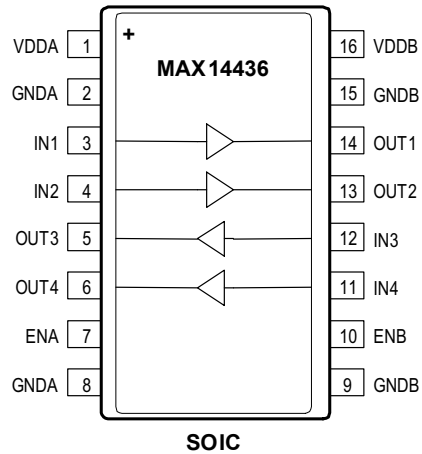 +
MAX14436
VDDA 1 16 VDDB
GNDA 2 15 GNDB
IN1 3 14 OUT1
IN2 4 13 OUT2
OUT3 5 12 IN3
OUT4 6 11 IN4
ENA 7 10 ENB
GNDA 8 9 GNDB
SOIC